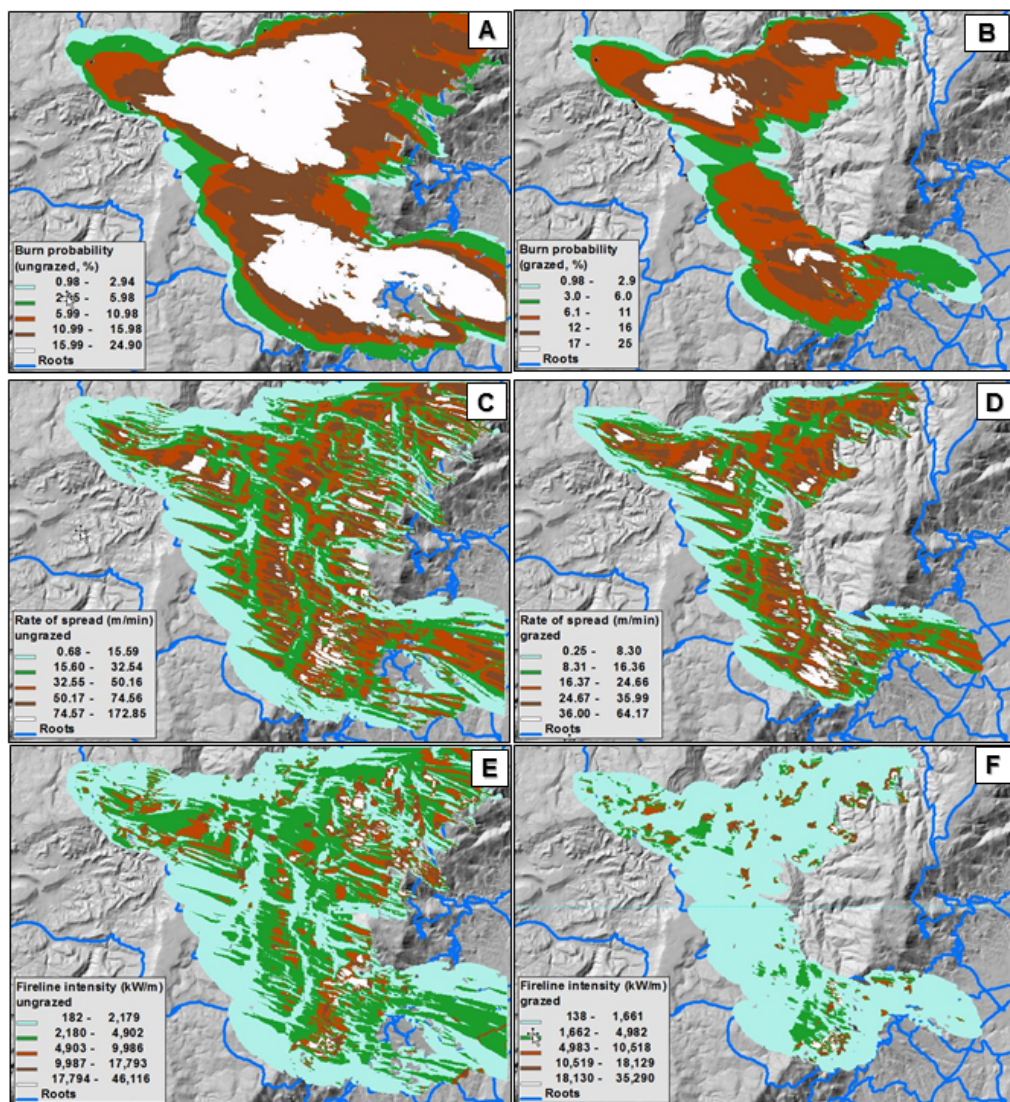 A
Burn probability
(ungrazed, %)
0.98 - 2.94
5.98
5.99 - 10.98
10.99 - 15.98
15.99 - 24.90
Roots
B
Burn probability
(grazed, %)
0.98 - 2.9
3.0 - 6.0
6.1 - 11
12 - 16
17 - 25
Roots
C
Rate of spread (m/min)
ungrazed
0.68 - 15.59
15.60 - 32.54
32.55 - 50.16
50.17 - 74.56
74.57 - 172.85
Roots
D
Rate of spread (m/min)
grazed
0.25 - 8.30
8.31 - 16.36
16.37 - 24.66
24.67 - 35.99
36.00 - 64.17
Roots
E
Fireline intensity (kW/m)
ungrazed
182 - 2,179
2,180 - 4,902
4,903 - 9,986
9,987 - 17,793
17,794 - 46,116
Roots
F
Fireline intensity (kW/m)
grazed
138 - 1,661
1,662 - 4,982
4,983 - 10,518
10,519 - 18,129
18,130 - 35,290
Roots